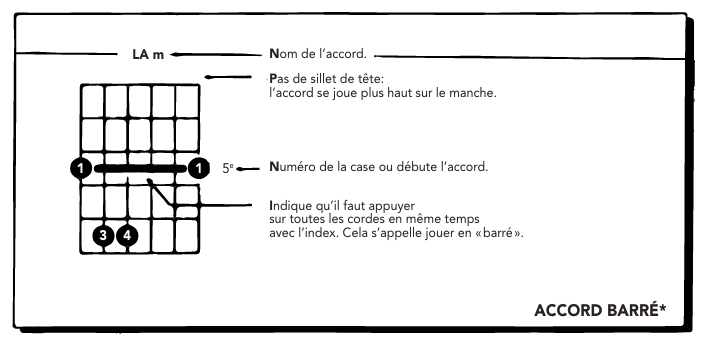 LA m
Nom de l'accord.
Pas de sillet de tête:
l'accord se joue plus haut sur le manche.
1 1 5e
Numéro de la case ou débute l'accord.
Indique qu'il faut appuyer
sur toutes les cordes en même temps
avec l'index. Cela s'appelle jouer en «barré».
3 4
ACCORD BARRÉ*